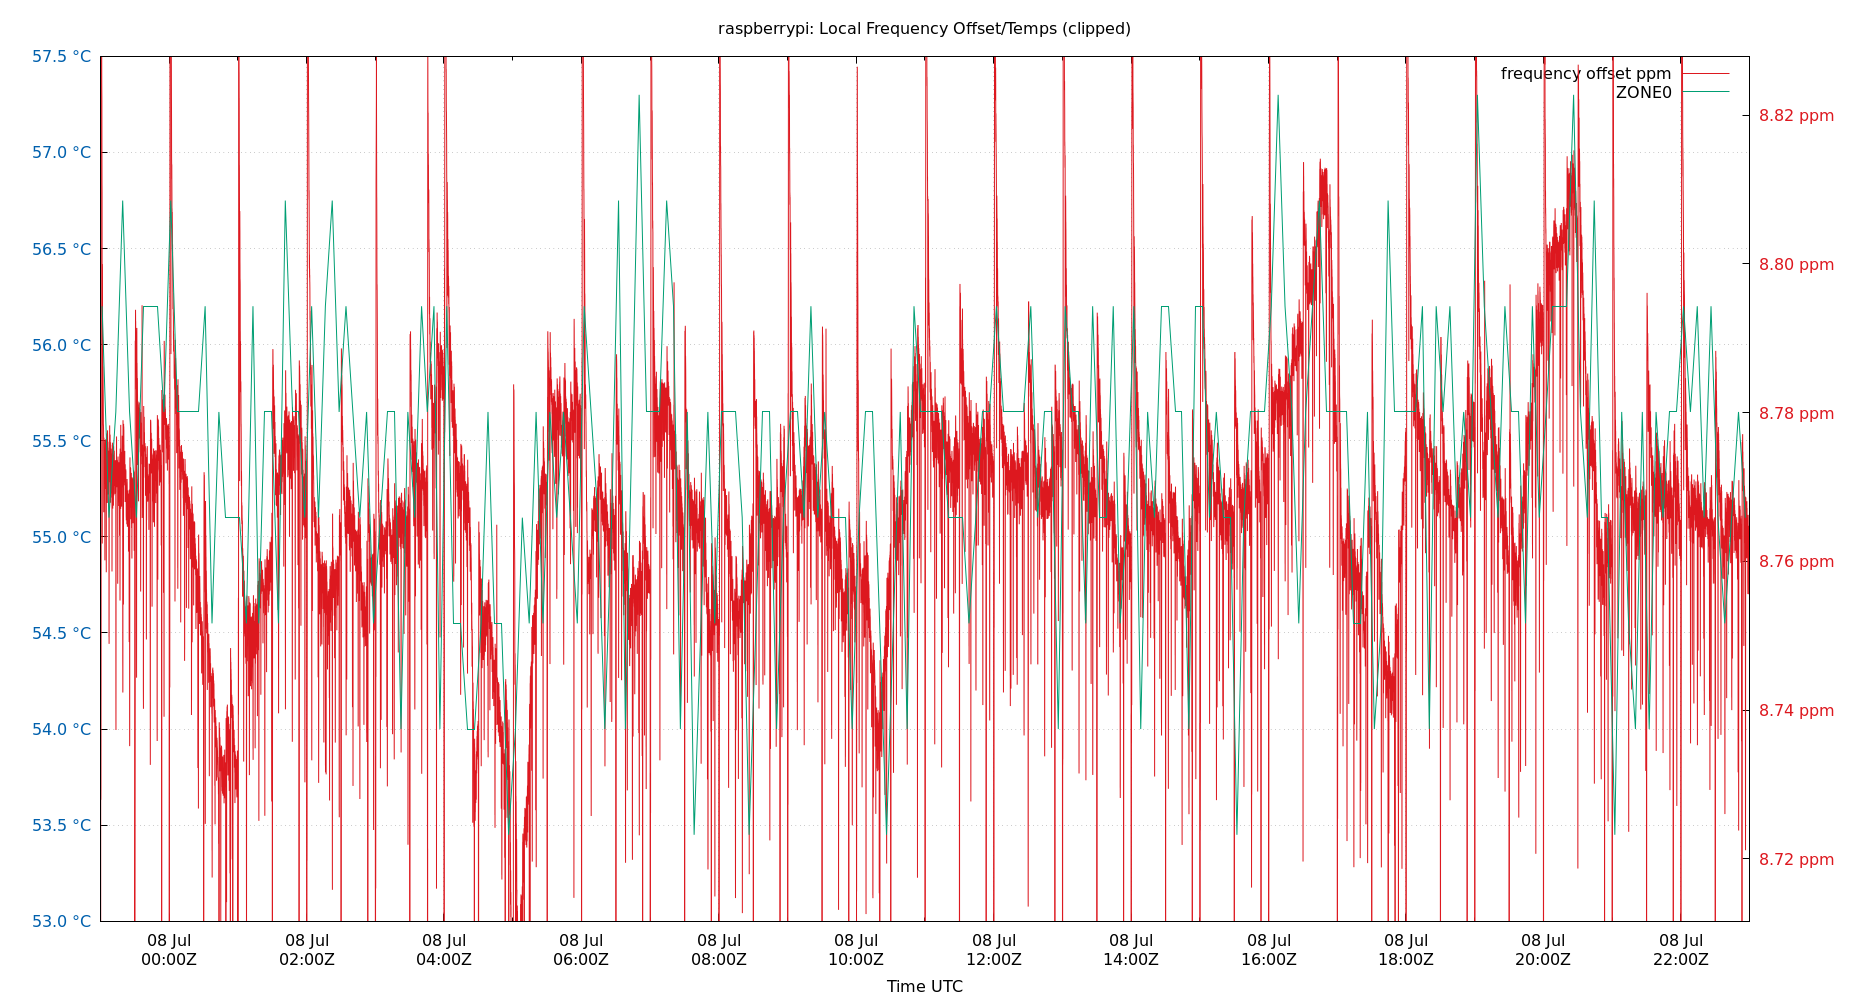 raspberrypi: Local Frequency Offset/Temps (clipped)
57.5 °C
57.0 °C
56.5 °C
56.0 °C
55.5 °C
55.0 °C
54.5 °C
54.0 °C
53.5 °C
53.0 °C
frequency offset ppm
ZONE0
8.82 ppm
8.80 ppm
8.78 ppm
8.76 ppm
8.74 ppm
8.72 ppm
08 Jul 08 Jul 08 Jul 08 Jul 08 Jul 08 Jul 08 Jul 08 Jul 08 Jul 08 Jul 08 Jul 08 Jul
00:00Z 02:00Z 04:00Z 06:00Z 08:00Z 10:00Z 12:00Z 14:00Z 16:00Z 18:00Z 20:00Z 22:00Z
Time UTC